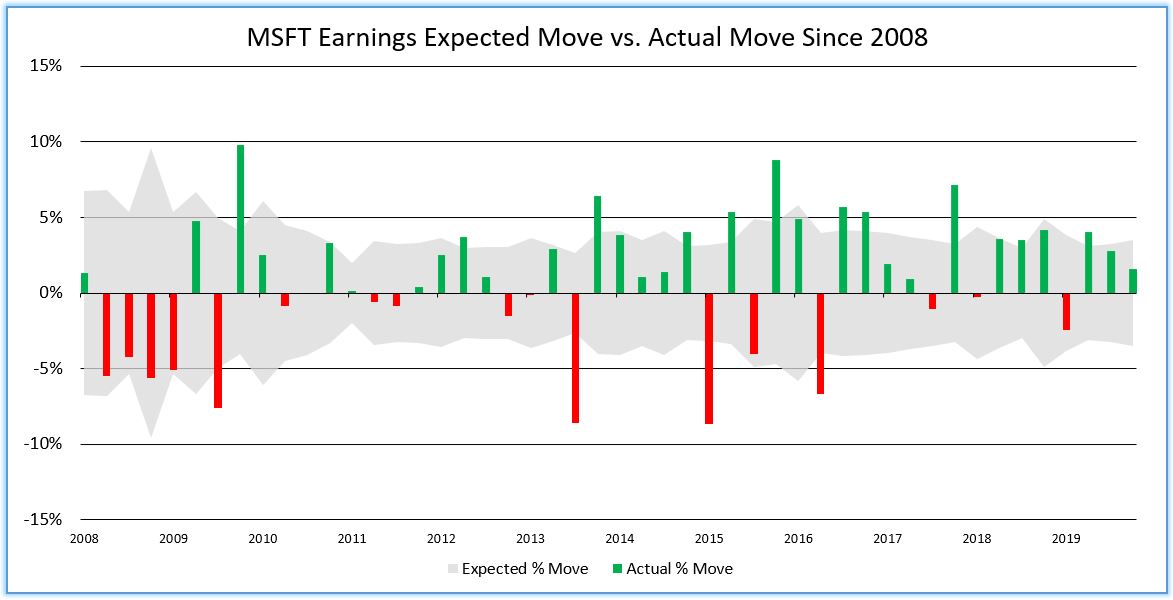 MSFT Earnings Expected Move vs. Actual Move Since 2008
15%
10%
5%
0%
-5%
-10%
-15%
2008 2009 2010 2011 2012 2013 2014 2015 2016 2017 2018 2019
Expected % Move Actual % Move